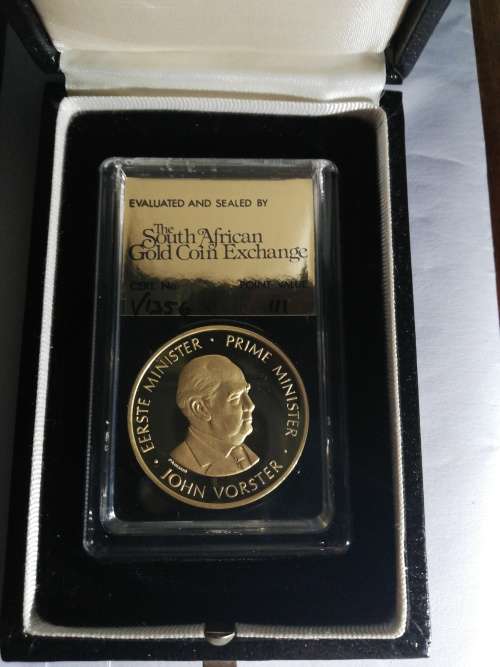 EVALUATED AND SEALED BY
The
South African
Gold Coin Exchange
CERT. No. POINT VALUE
V1356 111
EERSTE MINISTER · PRIME MINISTER
· JOHN VORSTER ·